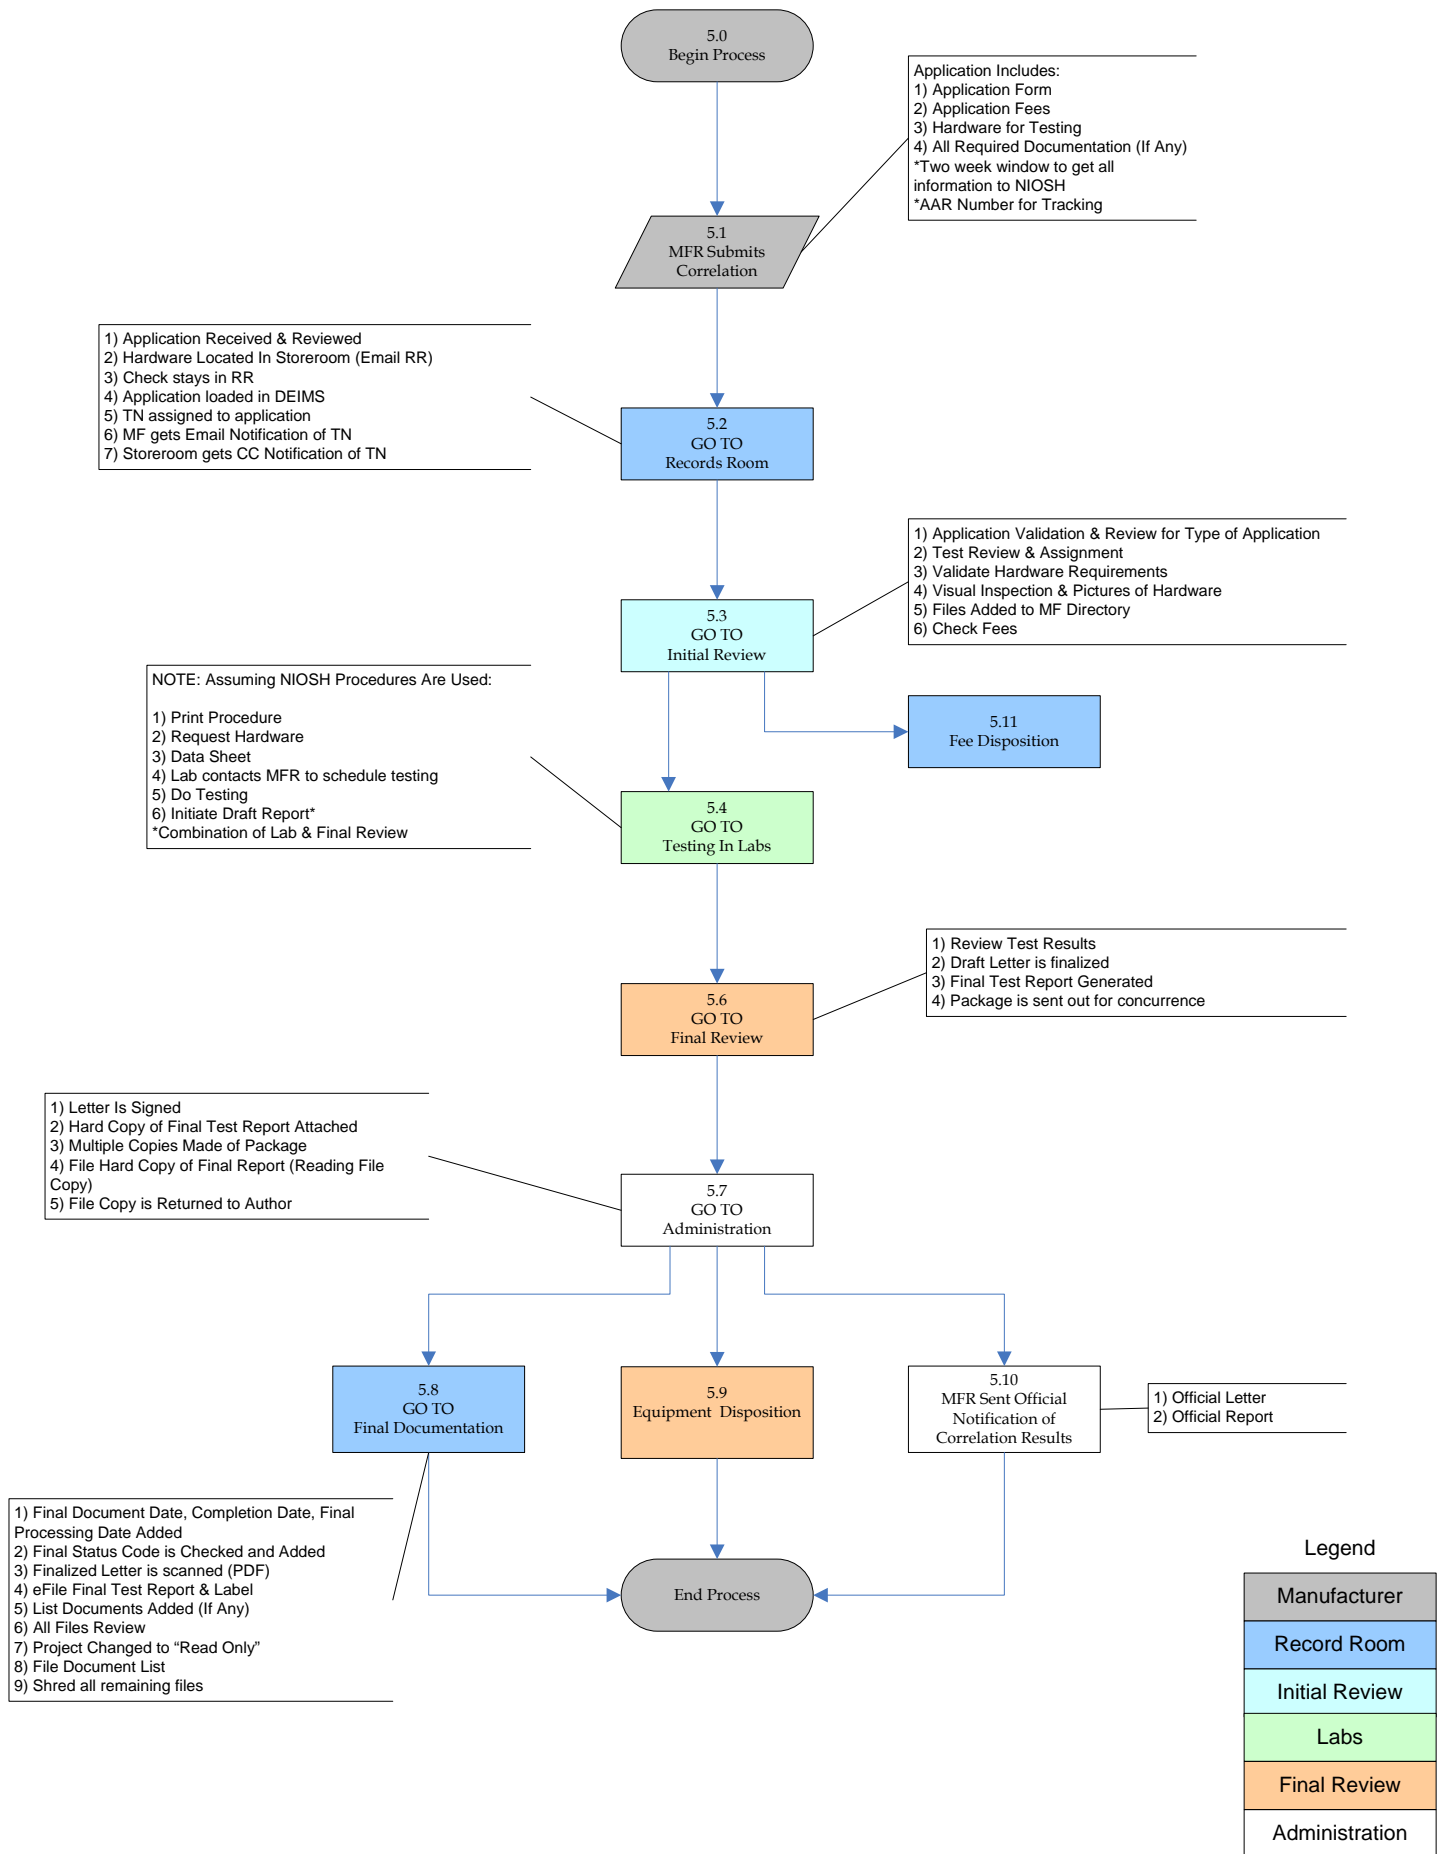 5.0
Begin Process
Application Includes:
1) Application Form
2) Application Fees
3) Hardware for Testing
4) All Required Documentation (If Any)
*Two week window to get all
information to NIOSH
*AAR Number for Tracking
5.1
MFR Submits
Correlation
1) Application Received & Reviewed
2) Hardware Located In Storeroom (Email RR)
3) Check stays in RR
4) Application loaded in DEIMS
5) TN assigned to application
6) MF gets Email Notification of TN
7) Storeroom gets CC Notification of TN
5.2
GO TO
Records Room
1) Application Validation & Review for Type of Application
2) Test Review & Assignment
3) Validate Hardware Requirements
4) Visual Inspection & Pictures of Hardware
5) Files Added to MF Directory
6) Check Fees
5.3
GO TO
Initial Review
NOTE: Assuming NIOSH Procedures Are Used:
1) Print Procedure
2) Request Hardware
3) Data Sheet
4) Lab contacts MFR to schedule testing
5) Do Testing
6) Initiate Draft Report*
*Combination of Lab & Final Review
5.11
Fee Disposition
5.4
GO TO
Testing In Labs
1) Review Test Results
2) Draft Letter is finalized
3) Final Test Report Generated
4) Package is sent out for concurrence
5.6
GO TO
Final Review
1) Letter Is Signed
2) Hard Copy of Final Test Report Attached
3) Multiple Copies Made of Package
4) File Hard Copy of Final Report (Reading File
Copy)
5) File Copy is Returned to Author
5.7
GO TO
Administration
5.8
GO TO
Final Documentation
5.9
Equipment Disposition
5.10
MFR Sent Official
Notification of
Correlation Results
1) Official Letter
2) Official Report
1) Final Document Date, Completion Date, Final
Processing Date Added
2) Final Status Code is Checked and Added
3) Finalized Letter is scanned (PDF)
4) eFile Final Test Report & Label
5) List Documents Added (If Any)
6) All Files Review
7) Project Changed to “Read Only”
8) File Document List
9) Shred all remaining files
End Process
Legend
Manufacturer
Record Room
Initial Review
Labs
Final Review
Administration